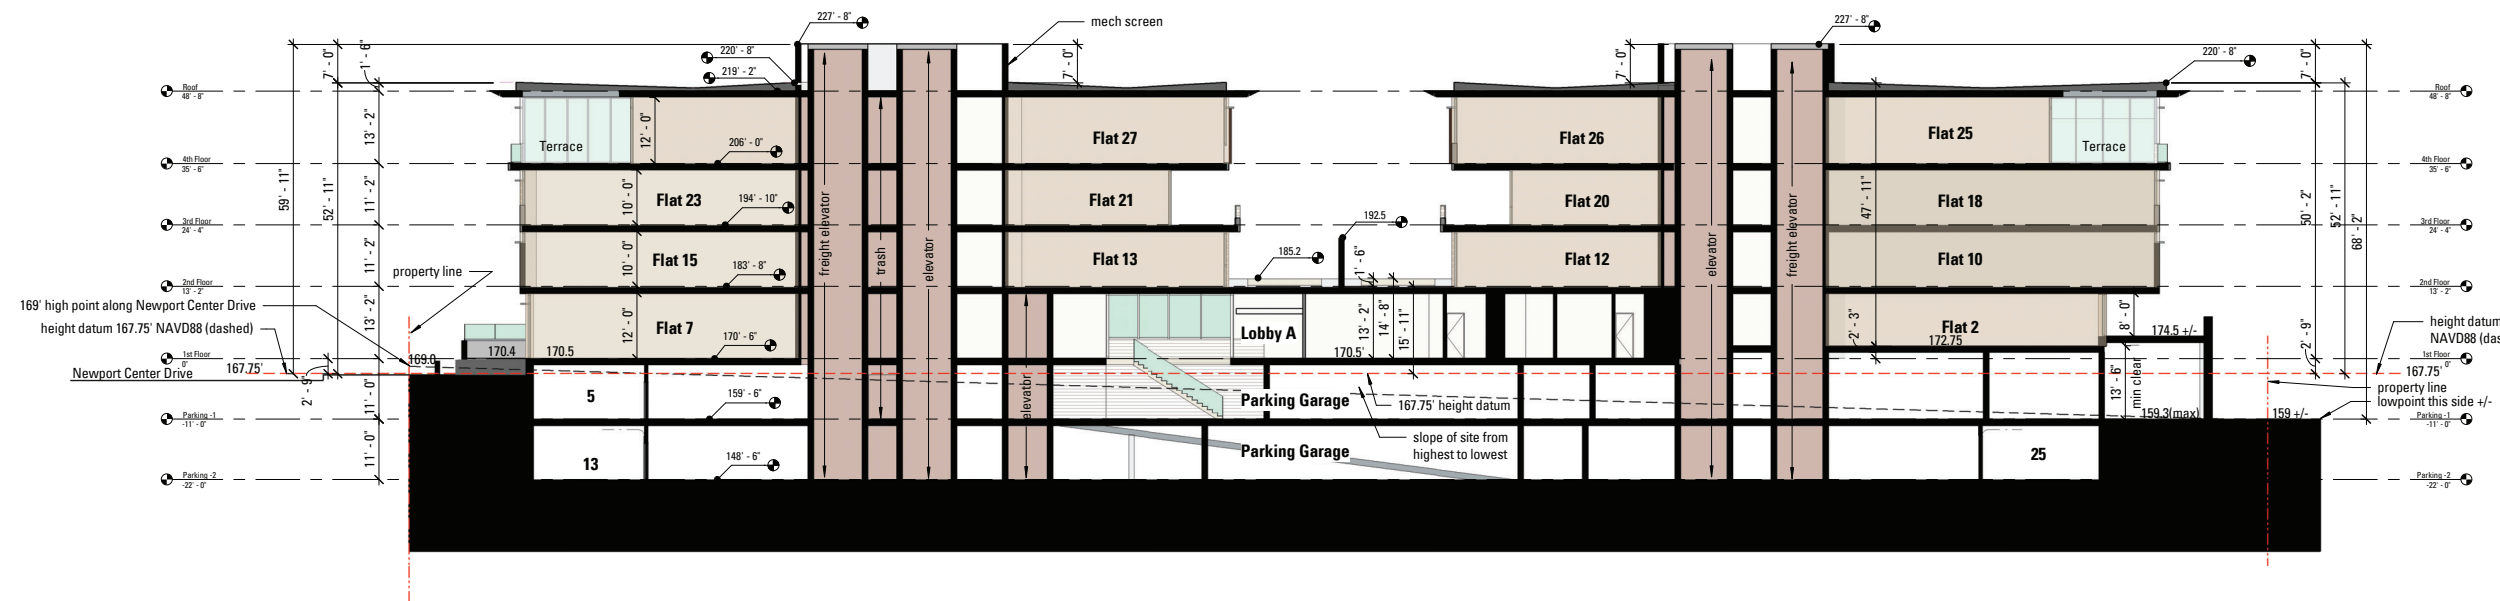 227' - 8"
mech screen
227' - 8"
7' - 0"
1' - 6"
220' - 8"
219' - 2"
7' - 0"
7' - 0"
220' - 8"
7' - 0"
Roof
48' - 8"
Roof
48' - 8"
13' - 2"
Terrace
12' - 0"
206' - 0"
Flat 27
Flat 26
Flat 25
Terrace
4th Floor
35' - 6"
4th Floor
35' - 6"
59' - 11"
52' - 11"
11' - 2"
10' - 0"
Flat 23
194' - 10"
freight elevator
trash
elevator
Flat 21
192.5
Flat 20
elevator
freight elevator
47' - 11"
Flat 18
50' - 2"
52' - 11"
68' - 2"
3rd Floor
24' - 4"
3rd Floor
24' - 4"
11' - 2"
10' - 0"
Flat 15
183' - 8"
Flat 13
185.2
1' - 6"
Flat 12
Flat 10
property line
2nd Floor
13' - 2"
2nd Floor
13' - 2"
169' high point along Newport Center Drive
height datum 167.75' NAVD88 (dashed)
13' - 2"
12' - 0"
Flat 7
170' - 6"
Lobby A
13' - 2"
14' - 8"
15' - 11"
2' - 3"
Flat 2
8' - 0"
174.5 +/-
2' - 9"
height datum
NAVD88 (das
1st Floor
0"
169.0
170.4
170.5
170.5'
172.75
1st Floor
0"
Newport Center Drive
167.75'
167.75'
2' - 9"
11' - 0"
5
159' - 6"
elevator
Parking Garage
167.75' height datum
13' - 6"
min clear
159.3(max)
159 +/-
property line
lowpoint this side +/-
Parking -1
-11' - 0"
Parking -1
-11' - 0"
11' - 0"
13
148' - 6"
Parking Garage
slope of site from
highest to lowest
25
Parking -2
-22' - 0"
Parking -2
-22' - 0"